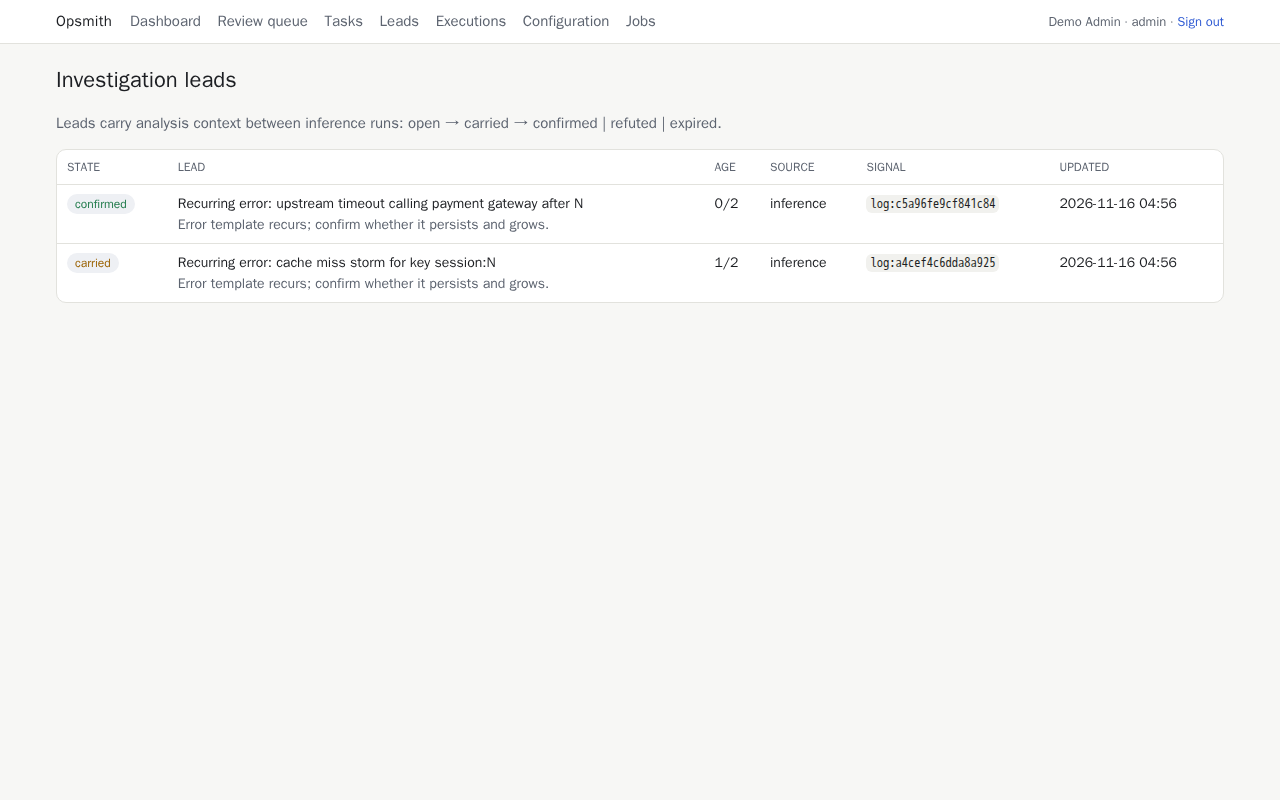 Opsmith Dashboard Review queue Tasks Leads Executions Configuration Jobs Demo Admin · admin · Sign out
Investigation leads
Leads carry analysis context between inference runs: open → carried → confirmed | refuted | expired.
STATE LEAD AGE SOURCE SIGNAL UPDATED
confirmed Recurring error: upstream timeout calling payment gateway after N 0/2 inference log:c5a96fe9cf841c84 2026-11-16 04:56
Error template recurs; confirm whether it persists and grows.
carried Recurring error: cache miss storm for key session:N 1/2 inference log:a4cef4c6dda8a925 2026-11-16 04:56
Error template recurs; confirm whether it persists and grows.